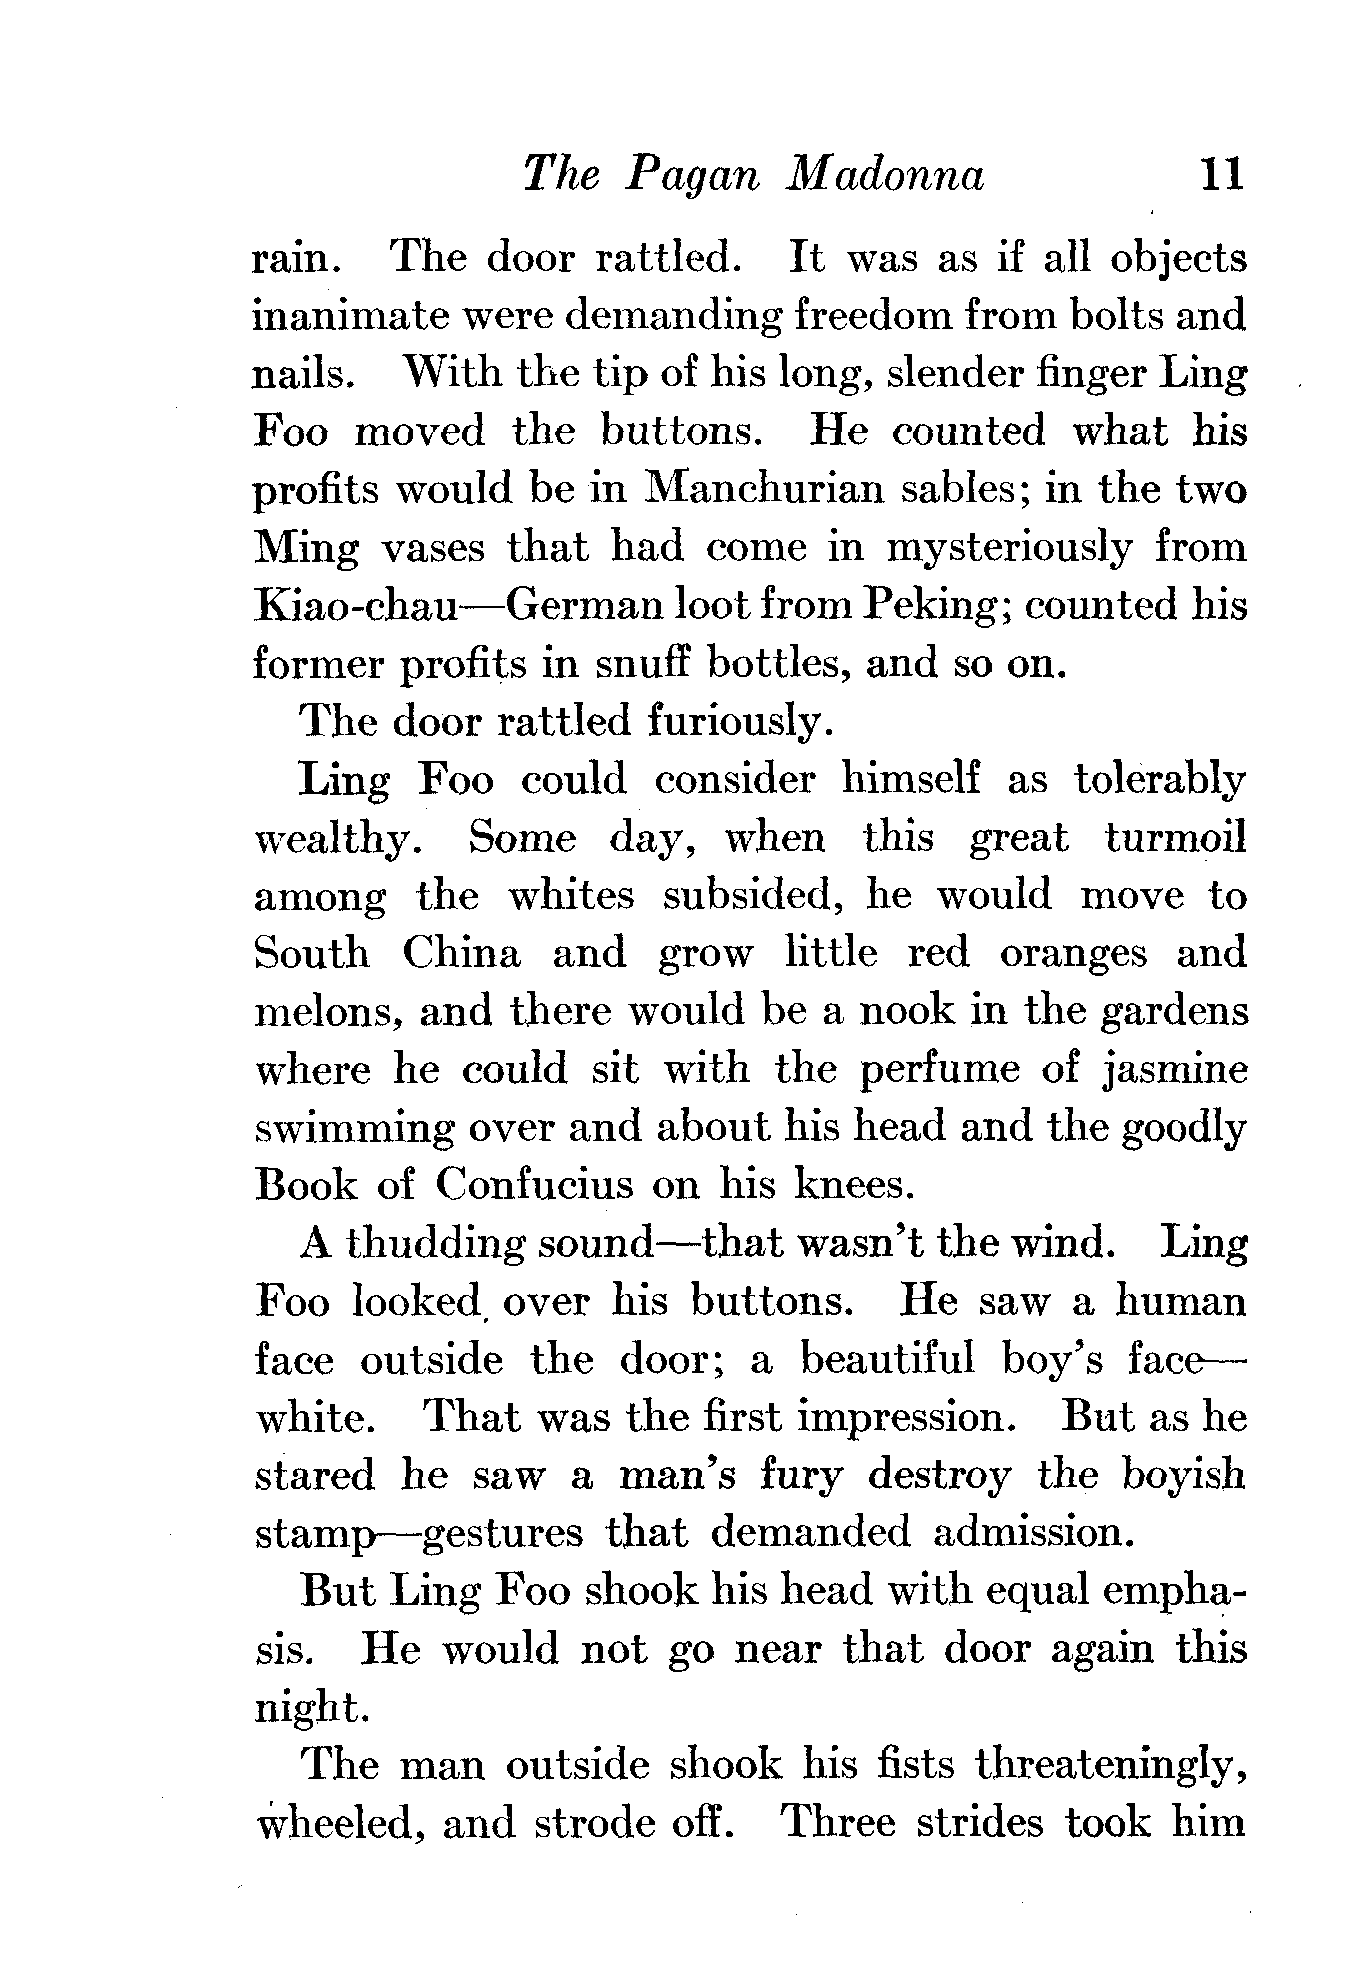 The Pagan Madonna 11
rain. The door rattled. It was as if all objects
inanimate were demanding freedom from bolts and
nails. With the tip of his long, slender finger Ling
Foo moved the buttons. He counted what his
profits would be in Manchurian sables; in the two
Ming vases that had come in mysteriously from
Kiao-chau—German loot from Peking; counted his
former profits in snuff bottles, and so on.
The door rattled furiously.
Ling Foo could consider himself as tolerably
wealthy. Some day, when this great turmoil
among the whites subsided, he would move to
South China and grow little red oranges and
melons, and there would be a nook in the gardens
where he could sit with the perfume of jasmine
swimming over and about his head and the goodly
Book of Confucius on his knees.
A thudding sound—that wasn't the wind. Ling
Foo looked over his buttons. He saw a human
face outside the door; a beautiful boy's face—
white. That was the first impression. But as he
stared he saw a man's fury destroy the boyish
stamp—gestures that demanded admission.
But Ling Foo shook his head with equal empha-
sis. He would not go near that door again this
night.
The man outside shook his fists threateningly,
wheeled, and strode off. Three strides took him